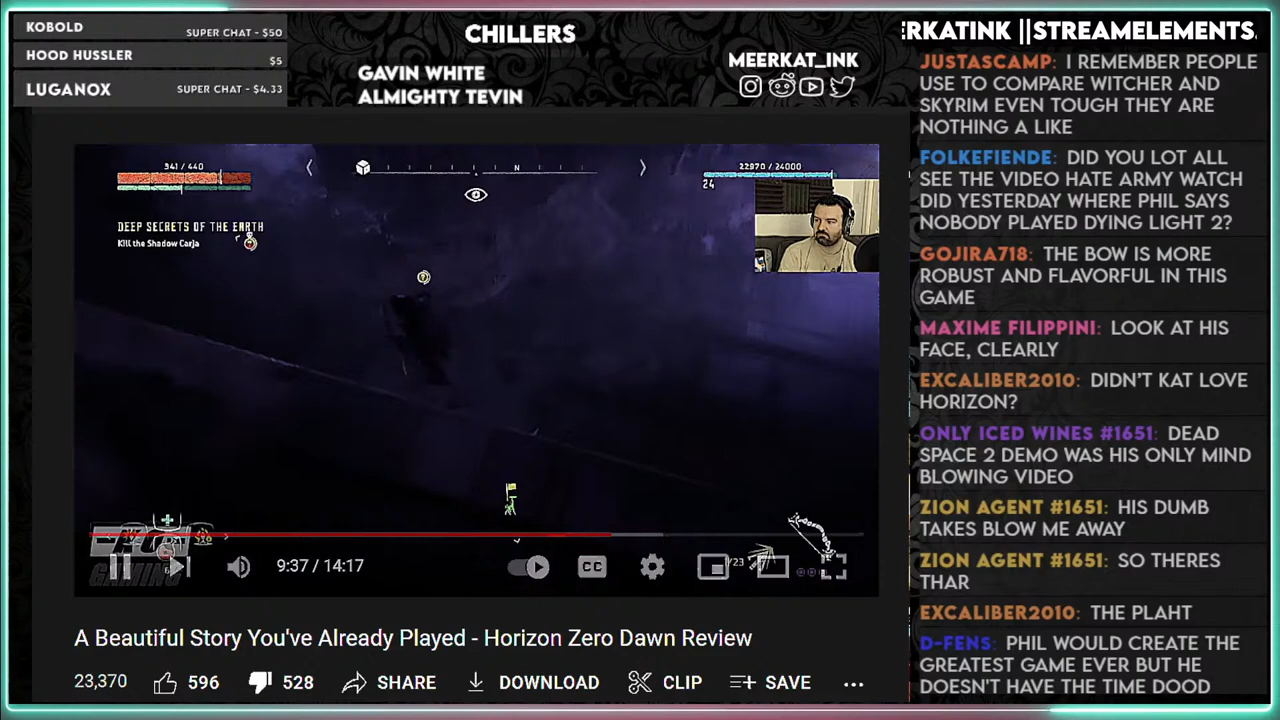 KOBOLD SUPER CHAT - $50
HOOD HUSSLER $5
LUGANOX SUPER CHAT - $4.33
CHILLERS
GAVIN WHITE
ALMIGHTY TEVIN
MEERKAT_INK
ERKATINK ||STREAMELEMENTS.
341 / 440
N
22970 / 24000
24
DEEP SECRETS OF THE EARTH
Kill the Shadow Carja
GAMING
/23
9:37 / 14:17
CC
A Beautiful Story You've Already Played - Horizon Zero Dawn Review
23,370 596 528 SHARE DOWNLOAD CLIP SAVE ...
JUSTASCAMP: I REMEMBER PEOPLE
USE TO COMPARE WITCHER AND
SKYRIM EVEN TOUGH THEY ARE
NOTHING A LIKE
FOLKEFIENDE: DID YOU LOT ALL
SEE THE VIDEO HATE ARMY WATCH
DID YESTERDAY WHERE PHIL SAYS
NOBODY PLAYED DYING LIGHT 2?
GOJIRA718: THE BOW IS MORE
ROBUST AND FLAVORFUL IN THIS
GAME
MAXIME FILIPPINI: LOOK AT HIS
FACE, CLEARLY
EXCALIBER2010: DIDN'T KAT LOVE
HORIZON?
ONLY ICED WINES #1651: DEAD
SPACE 2 DEMO WAS HIS ONLY MIND
BLOWING VIDEO
ZION AGENT #1651: HIS DUMB
TAKES BLOW ME AWAY
ZION AGENT #1651: SO THERES
THAR
EXCALIBER2010: THE PLAHT
D-FENS: PHIL WOULD CREATE THE
GREATEST GAME EVER BUT HE
DOESN'T HAVE THE TIME DOOD